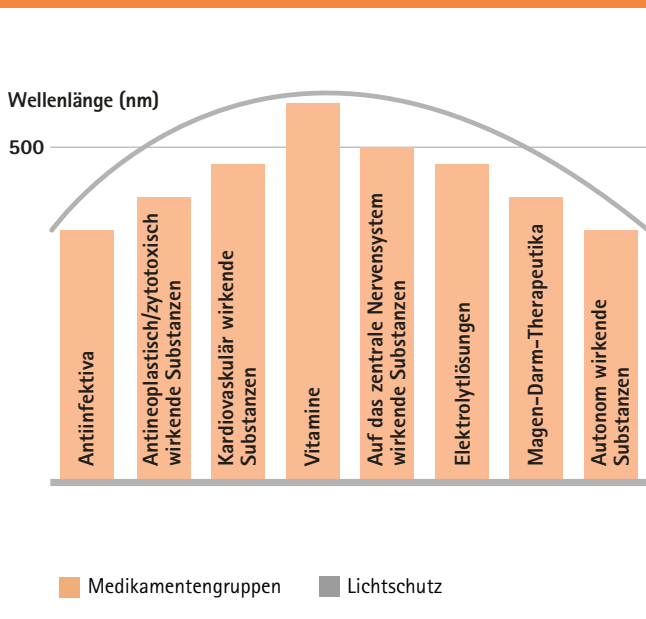 Wellenlänge (nm)
500
Antiinfektiva
Antineoplastisch/zytotoxisch
wirkende Substanzen
Kardiovaskulär wirkende
Substanzen
Vitamine
Auf das zentrale Nervensystem
wirkende Substanzen
Elektrolytlösungen
Magen-Darm-Therapeutika
Autonom wirkende
Substanzen
Medikamentengruppen
Lichtschutz